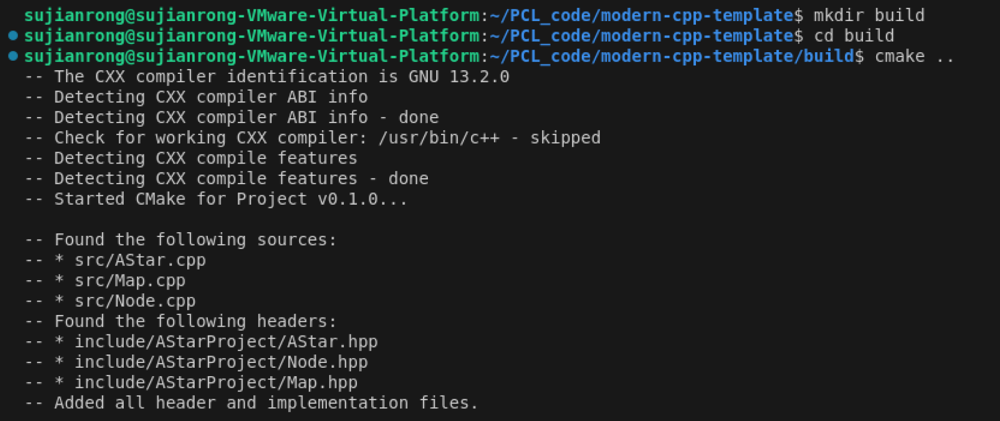 sujianrong@sujianrong-VMware-Virtual-Platform:~/PCL_code/modern-cpp-template$ mkdir build
sujianrong@sujianrong-VMware-Virtual-Platform:~/PCL_code/modern-cpp-template$ cd build
sujianrong@sujianrong-VMware-Virtual-Platform:~/PCL_code/modern-cpp-template/build$ cmake ..
-- The CXX compiler identification is GNU 13.2.0
-- Detecting CXX compiler ABI info
-- Detecting CXX compiler ABI info - done
-- Check for working CXX compiler: /usr/bin/c++ - skipped
-- Detecting CXX compile features
-- Detecting CXX compile features - done
-- Started CMake for Project v0.1.0...
-- Found the following sources:
-- * src/AStar.cpp
-- * src/Map.cpp
-- * src/Node.cpp
-- Found the following headers:
-- * include/AStarProject/AStar.hpp
-- * include/AStarProject/Node.hpp
-- * include/AStarProject/Map.hpp
-- Added all header and implementation files.